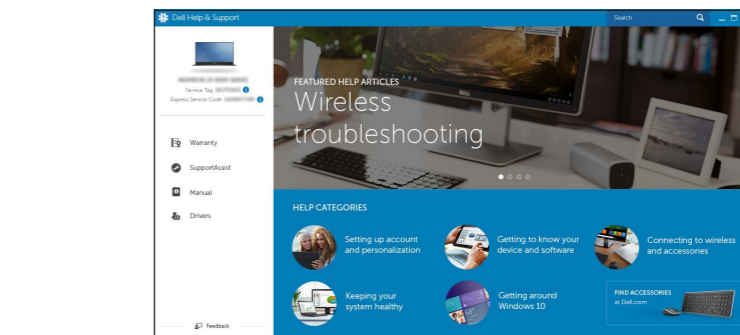 Dell Help & Support
Search
Service Tag:
Express Service Code:
Warranty
SupportAssist
Manual
Drivers
Feedback
FEATURED HELP ARTICLES
Wireless
troubleshooting
HELP CATEGORIES
Setting up account
and personalization
Getting to know your
device and software
Connecting to wireless
and accessories
Keeping your
system healthy
Getting around
Windows 10
FIND ACCESSORIES
at Dell.com